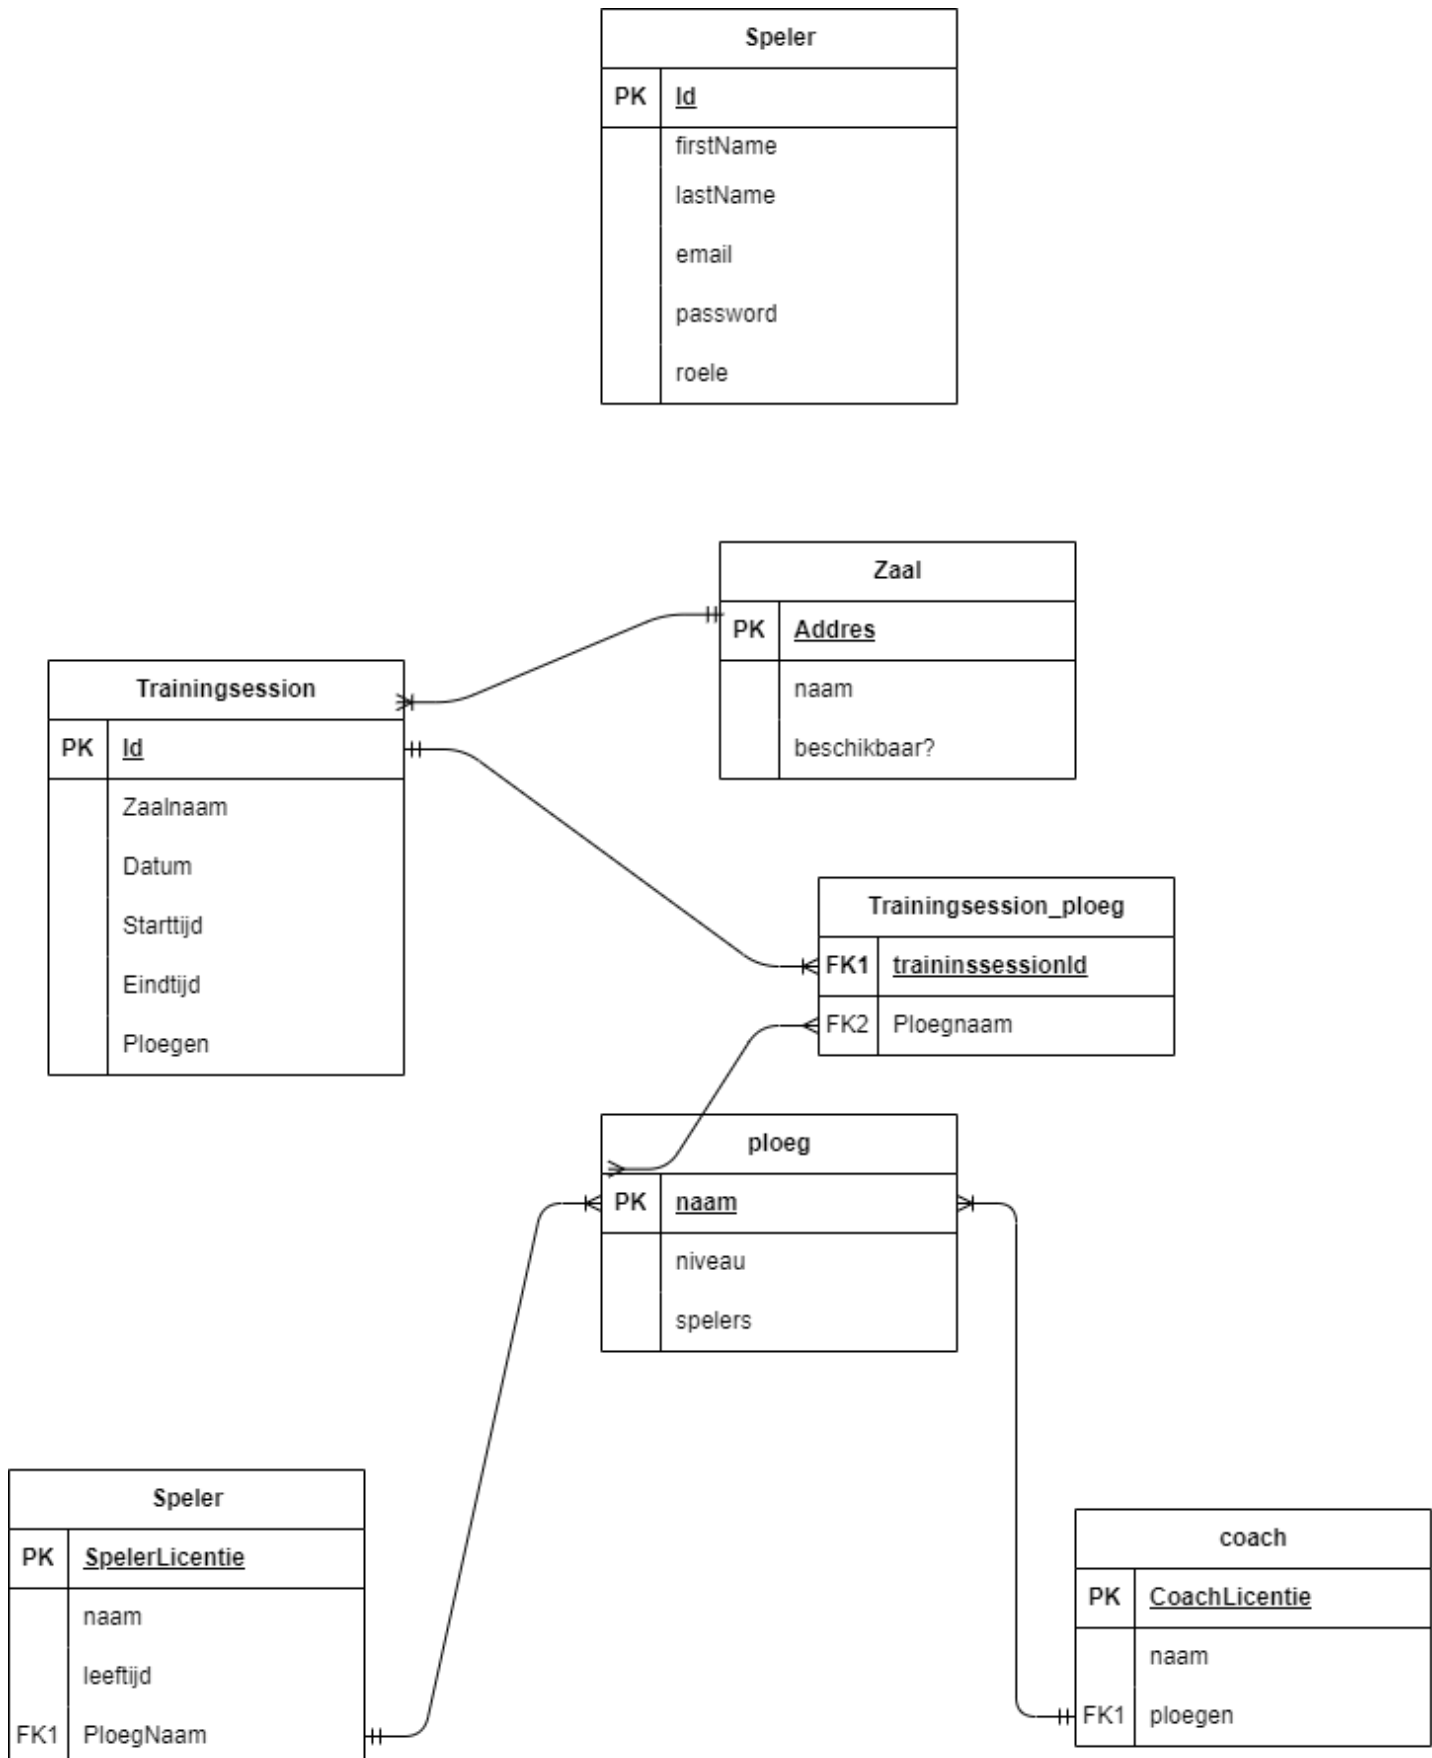 Speler
PK Id
firstName
lastName
email
password
roele
Zaal
PK Addres
naam
beschikbaar?
Trainingsession
PK Id
Zaalnaam
Datum
Starttijd
Eindtijd
Ploegen
Trainingsession_ploeg
FK1 traininssessionId
FK2 Ploegnaam
ploeg
PK naam
niveau
spelers
Speler
PK SpelerLicentie
naam
leeftijd
FK1 PloegNaam
coach
PK CoachLicentie
naam
FK1 ploegen